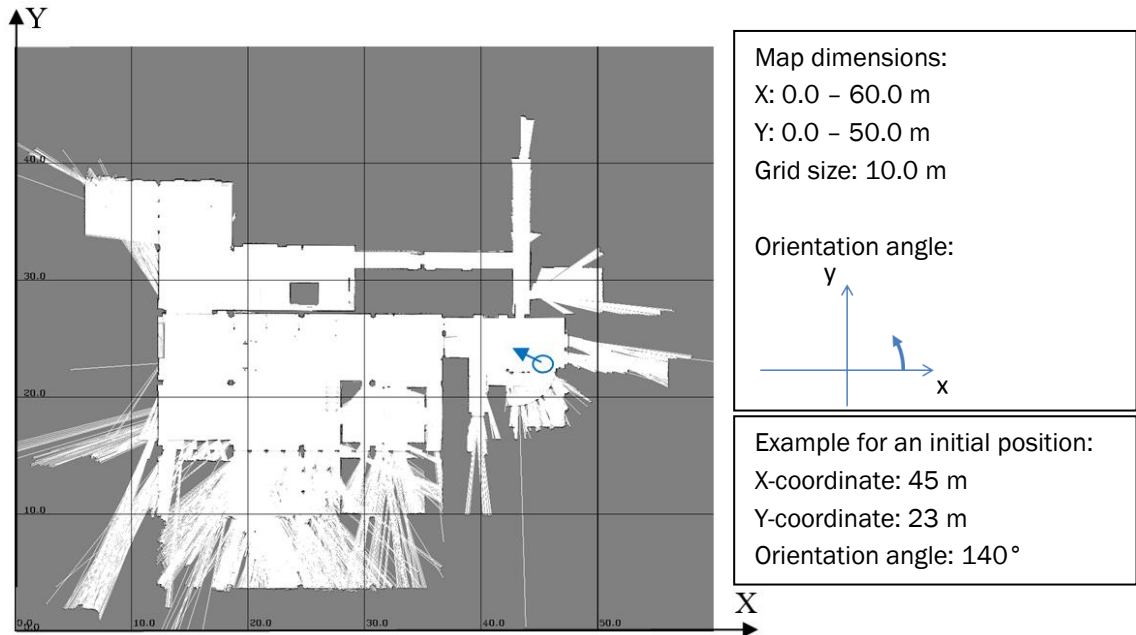 Y
40.0
30.0
20.0
10.0
0.0
0.0
10.0
20.0
30.0
40.0
50.0
X
Map dimensions:
X: 0.0 – 60.0 m
Y: 0.0 – 50.0 m
Grid size: 10.0 m
Orientation angle:
y
x
Example for an initial position:
X-coordinate: 45 m
Y-coordinate: 23 m
Orientation angle: 140°